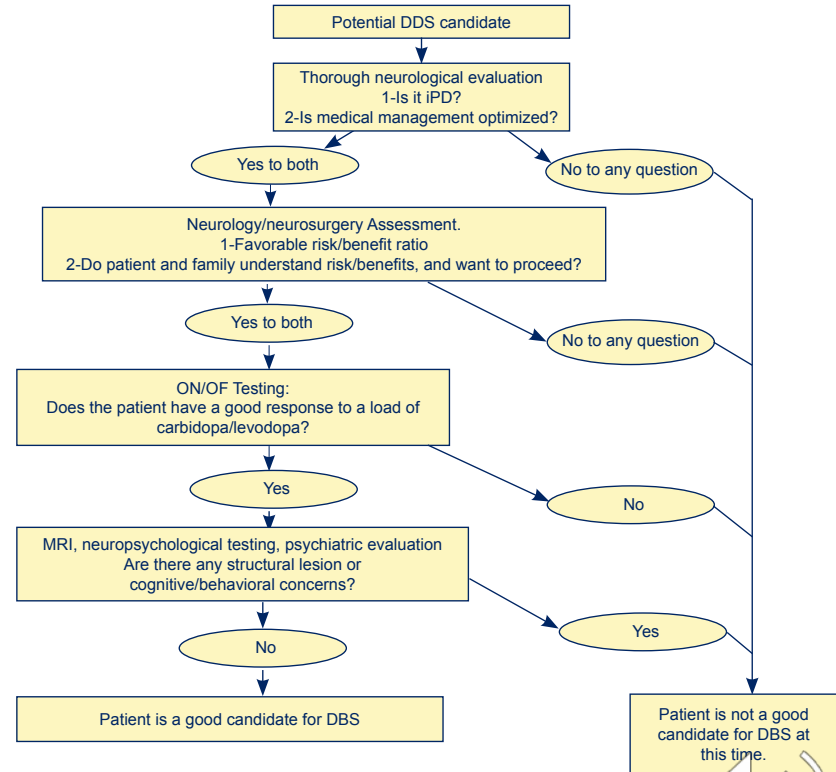 Potential DDS candidate
Thorough neurological evaluation
1-Is it iPD?
2-Is medical management optimized?
Yes to both
No to any question
Neurology/neurosurgery Assessment.
1-Favorable risk/benefit ratio
2-Do patient and family understand risk/benefits, and want to proceed?
Yes to both
No to any question
ON/OF Testing:
Does the patient have a good response to a load of
carbidopa/levodopa?
Yes
No
MRI, neuropsychological testing, psychiatric evaluation
Are there any structural lesion or
cognitive/behavioral concerns?
Yes
No
Patient is a good candidate for DBS
Patient is not a good
candidate for DBS at
this time.